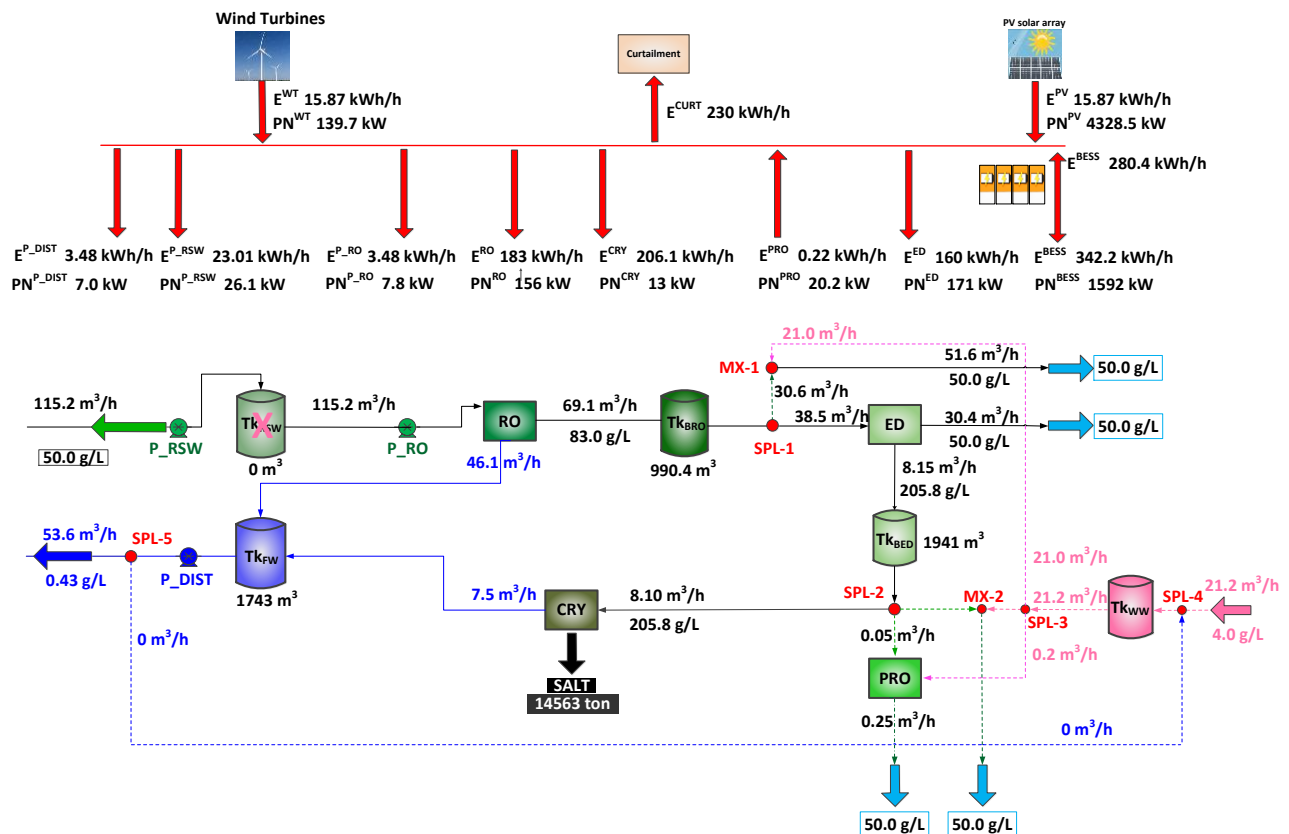 Wind Turbines
PV solar array
Curtailment
E^WT 15.87 kWh/h
PN^WT 139.7 kW
E^CURT 230 kWh/h
E^PV 15.87 kWh/h
PN^PV 4328.5 kW
E^BESS 280.4 kWh/h
E^P_DIST 3.48 kWh/h
PN^P_DIST 7.0 kW
E^P_RSW 23.01 kWh/h
PN^P_RSW 26.1 kW
E^P_RO 3.48 kWh/h
PN^P_RO 7.8 kW
E^RO 183 kWh/h
PN^RO 156 kW
E^CRY 206.1 kWh/h
PN^CRY 13 kW
E^PRO 0.22 kWh/h
PN^PRO 20.2 kW
E^ED 160 kWh/h
PN^ED 171 kW
E^BESS 342.2 kWh/h
PN^BESS 1592 kW
21.0 m³/h
MX-1
51.6 m³/h
50.0 g/L
50.0 g/L
30.6 m³/h
115.2 m³/h
50.0 g/L
P_RSW
0 m³
115.2 m³/h
P_RO
RO
69.1 m³/h
83.0 g/L
Tk_BRO
990.4 m³
SPL-1
38.5 m³/h
ED
30.4 m³/h
50.0 g/L
50.0 g/L
46.1 m³/h
8.15 m³/h
205.8 g/L
53.6 m³/h
0.43 g/L
SPL-5
P_DIST
Tk_FW
1743 m³
Tk_BED
1941 m³
21.0 m³/h
7.5 m³/h
CRY
8.10 m³/h
205.8 g/L
SPL-2
MX-2
21.2 m³/h
SPL-3
Tk_WW
SPL-4
21.2 m³/h
4.0 g/L
0 m³/h
0.05 m³/h
0.2 m³/h
PRO
SALT
14563 ton
0.25 m³/h
0 m³/h
50.0 g/L
50.0 g/L